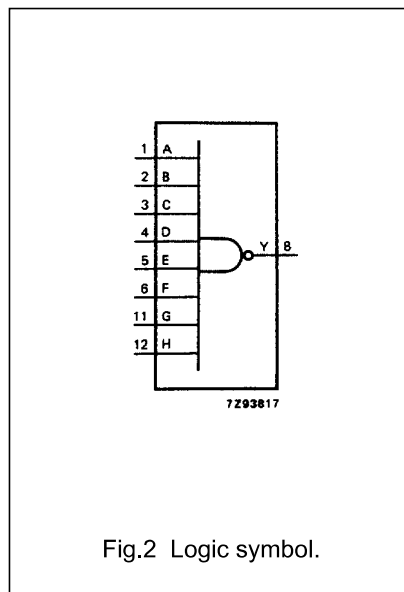 1 A
2 B
3 C
4 D
5 E
6 F
11 G
12 H
Y 8
7Z93817
Fig.2 Logic symbol.